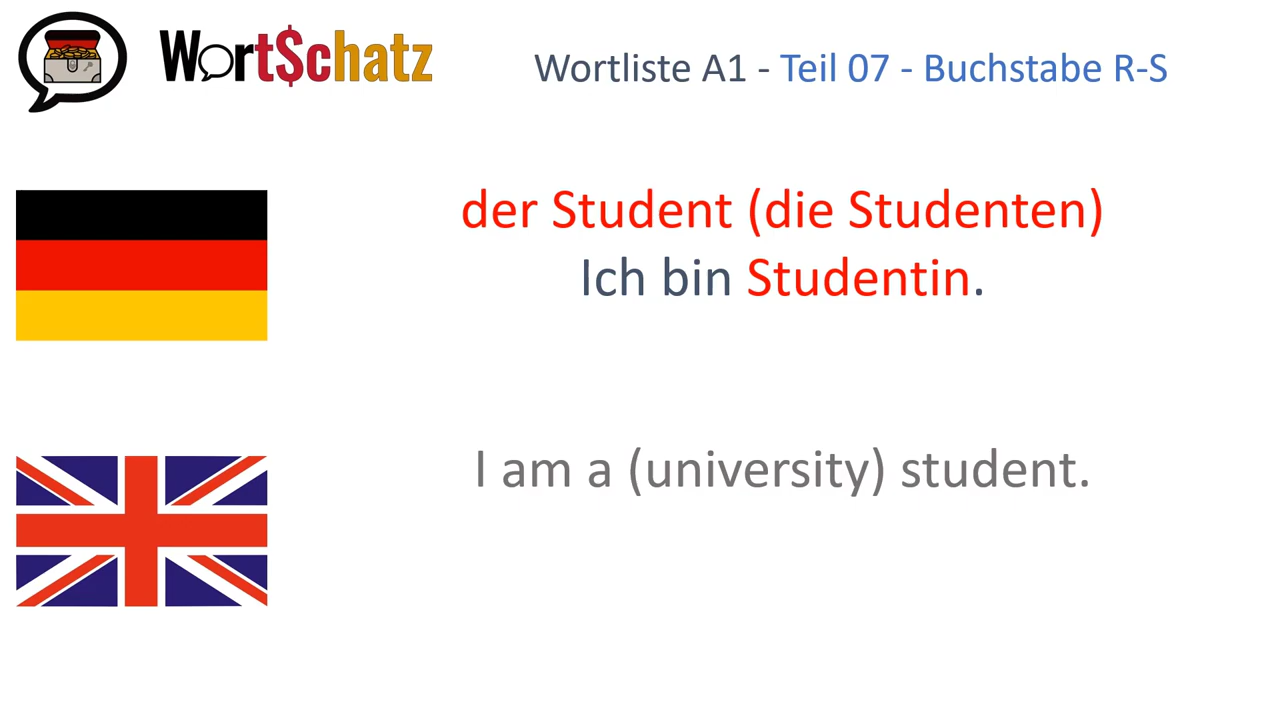 Wort$chatz
Wortliste A1 - Teil 07 - Buchstabe R-S
der Student (die Studenten)
Ich bin Studentin.
I am a (university) student.